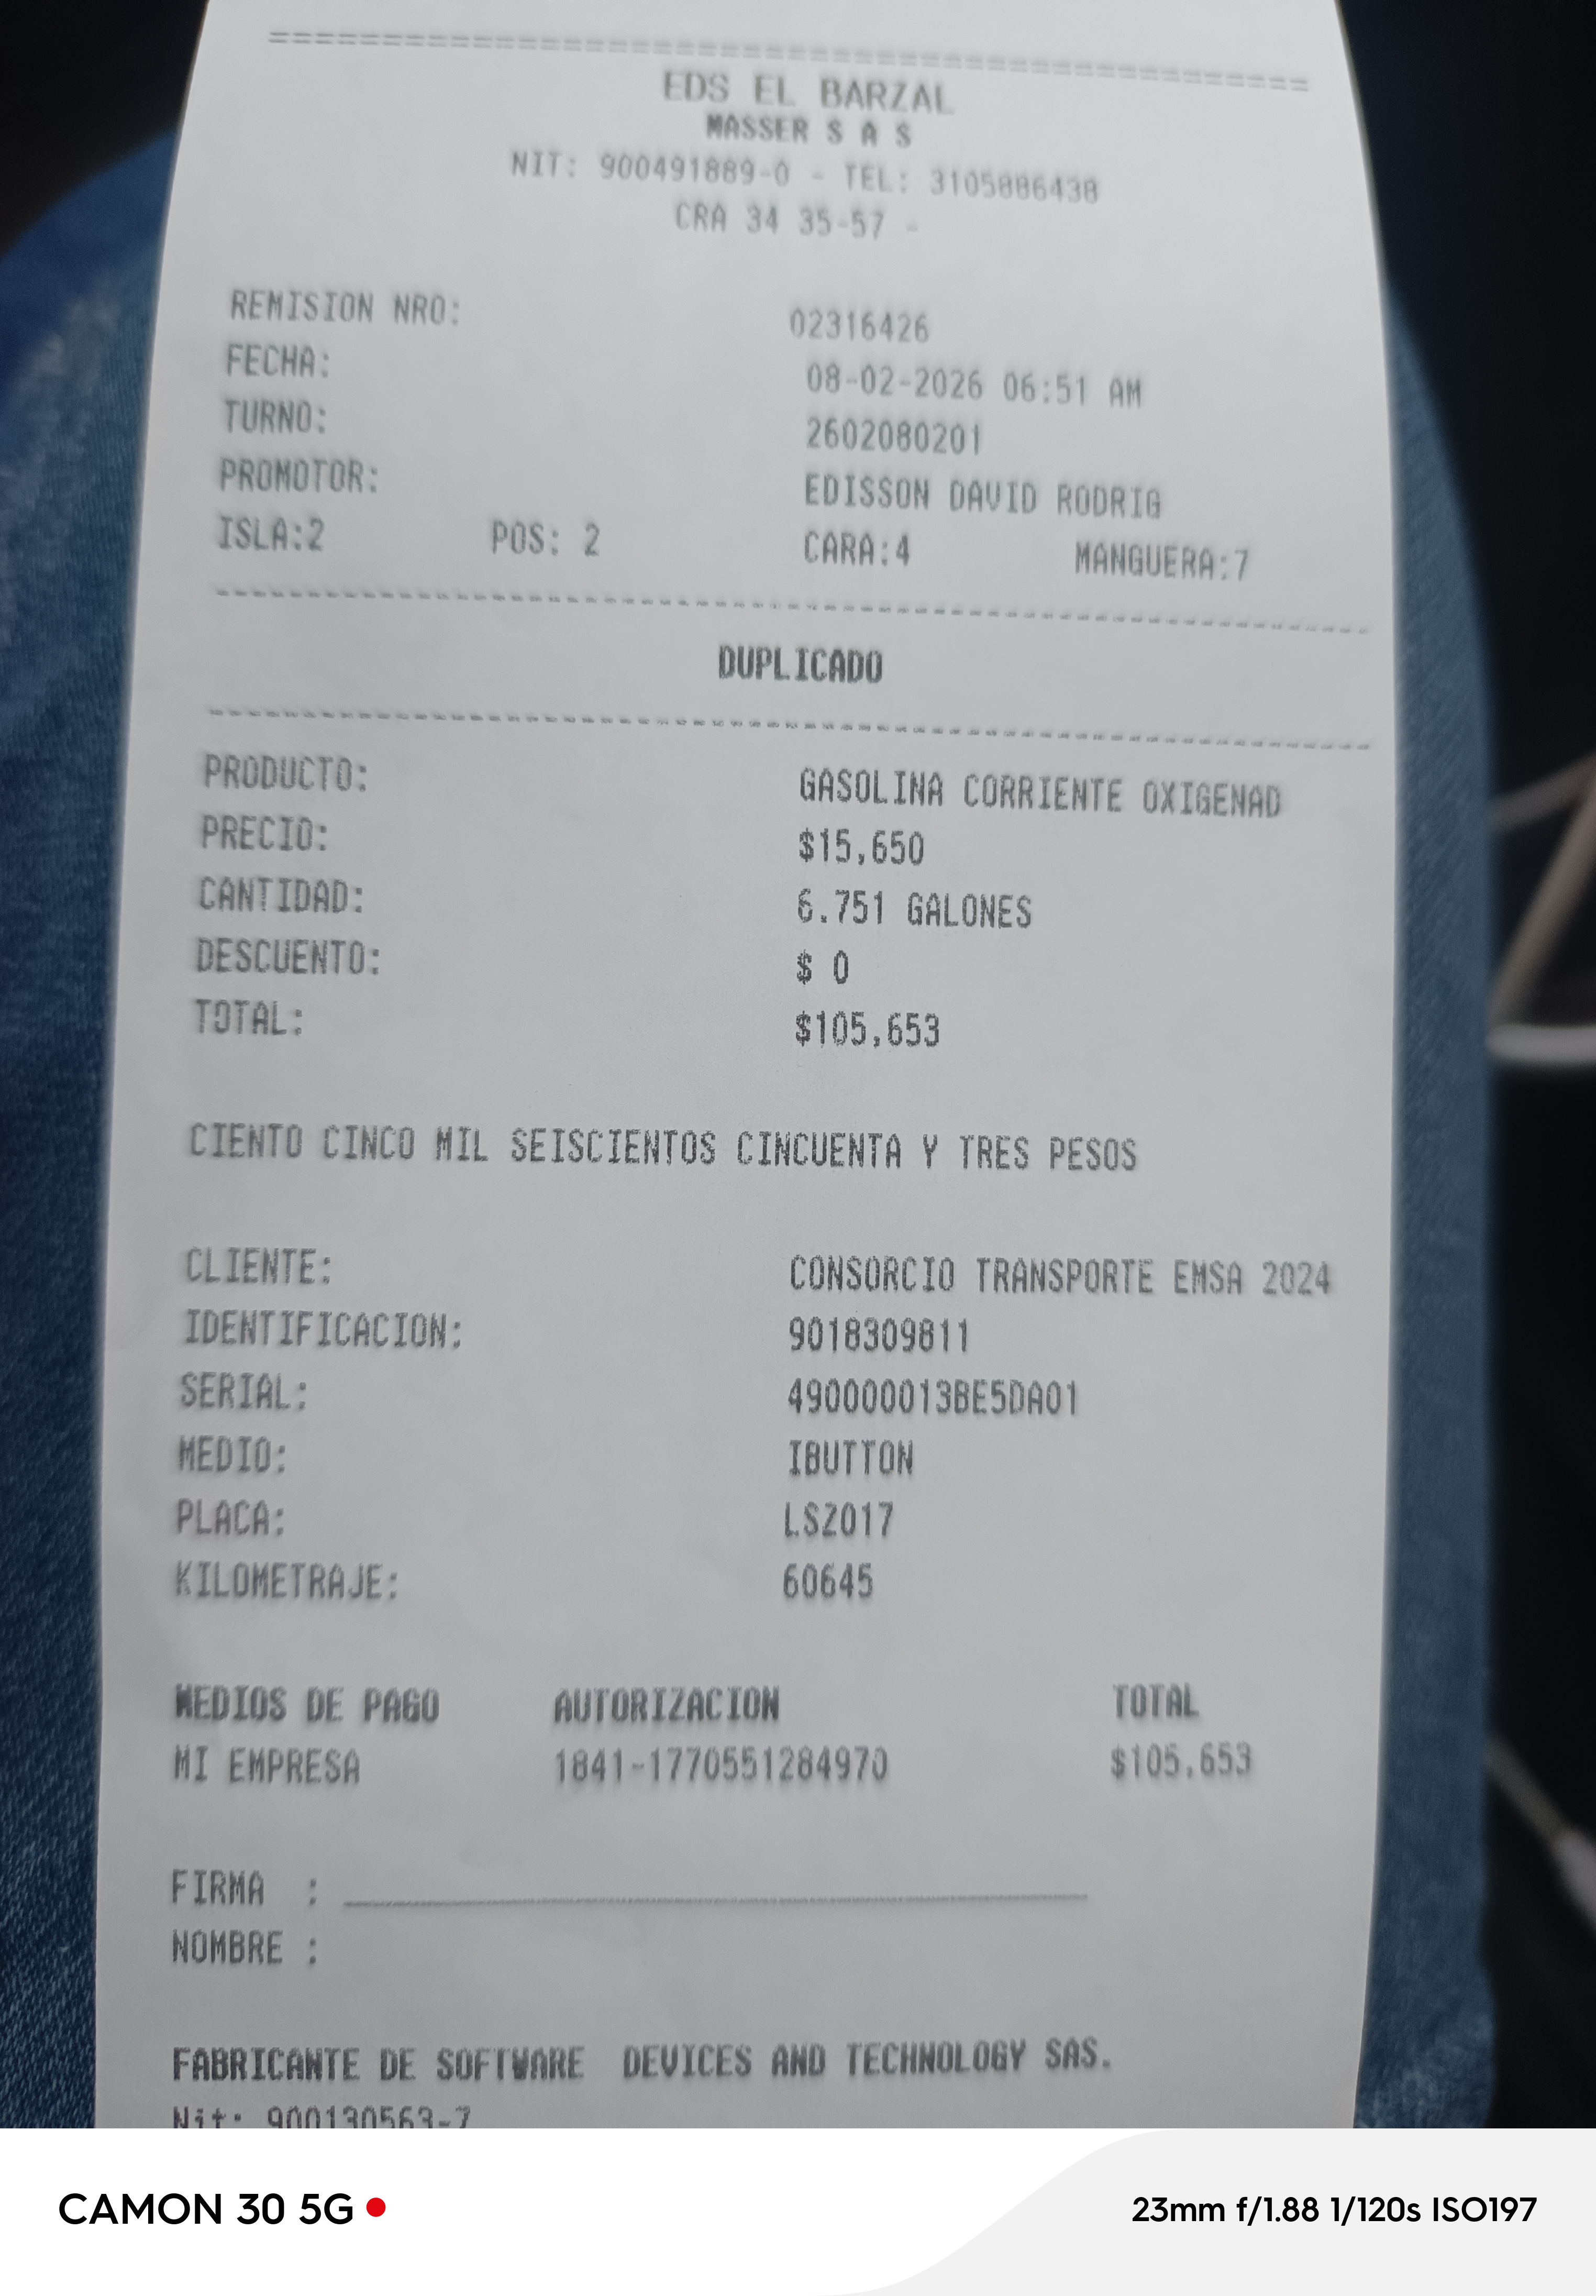 ================================================
EDS EL BARZAL
MASSER S A S
NIT: 900491889-0 - TEL: 3105886438
CRA 34 35-57 -
REMISION NRO: 02316426
FECHA: 08-02-2026 06:51 AM
TURNO: 2602080201
PROMOTOR: EDISSON DAVID RODRIG
ISLA:2 POS: 2 CARA:4 MANGUERA:7
DUPLICADO
PRODUCTO: GASOLINA CORRIENTE OXIGENAD
PRECIO: $15,650
CANTIDAD: 6.751 GALONES
DESCUENTO: $ 0
TOTAL: $105,653
CIENTO CINCO MIL SEISCIENTOS CINCUENTA Y TRES PESOS
CLIENTE: CONSORCIO TRANSPORTE EMSA 2024
IDENTIFICACION: 9018309811
SERIAL: 490000013BE5DA01
MEDIO: IBUTTON
PLACA: LSZ017
KILOMETRAJE: 60645
MEDIOS DE PAGO AUTORIZACION TOTAL
MI EMPRESA 1841-1770551284970 $105,653
FIRMA :
NOMBRE :
FABRICANTE DE SOFTWARE DEVICES AND TECHNOLOGY SAS.
Nit: 900130563-7
CAMON 30 5G
23mm f/1.88 1/120s ISO197